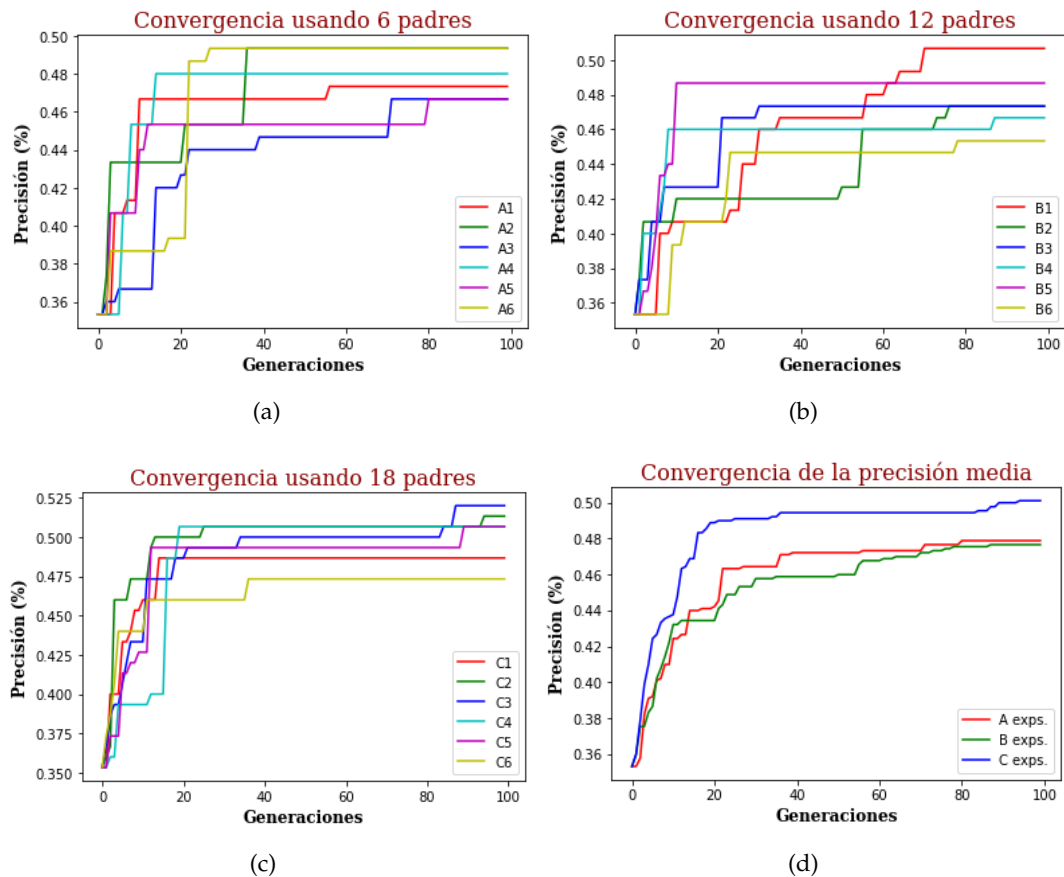 Convergencia usando 6 padres
Precisión (%)
0.50
0.48
0.46
0.44
0.42
0.40
0.38
0.36
0 20 40 60 80 100
Generaciones
A1
A2
A3
A4
A5
A6
(a)
Convergencia usando 12 padres
Precisión (%)
0.50
0.48
0.46
0.44
0.42
0.40
0.38
0.36
0 20 40 60 80 100
Generaciones
B1
B2
B3
B4
B5
B6
(b)
Convergencia usando 18 padres
Precisión (%)
0.525
0.500
0.475
0.450
0.425
0.400
0.375
0.350
0 20 40 60 80 100
Generaciones
C1
C2
C3
C4
C5
C6
(c)
Convergencia de la precisión media
Precisión (%)
0.50
0.48
0.46
0.44
0.42
0.40
0.38
0.36
0 20 40 60 80 100
Generaciones
A exps.
B exps.
C exps.
(d)